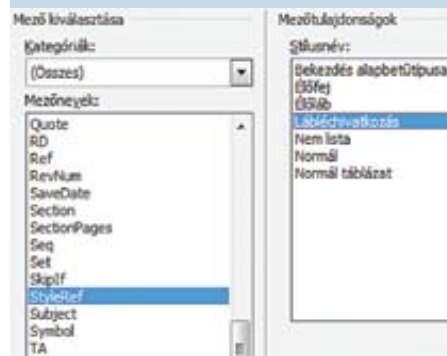 Mező kiválasztása
Kategóriák:
(Összes)
Mezőnevek:
Quote
RD
Ref
RevNum
SaveDate
Section
SectionPages
Seq
Set
SkipIf
StyleRef
Subject
Symbol
TA
Mezőtulajdonságok
Stílusnév:
Bekezdés alapbetűtípusa
Élőfej
Élőláb
Lábléchivatkozás
Nem lista
Normál
Normál táblázat